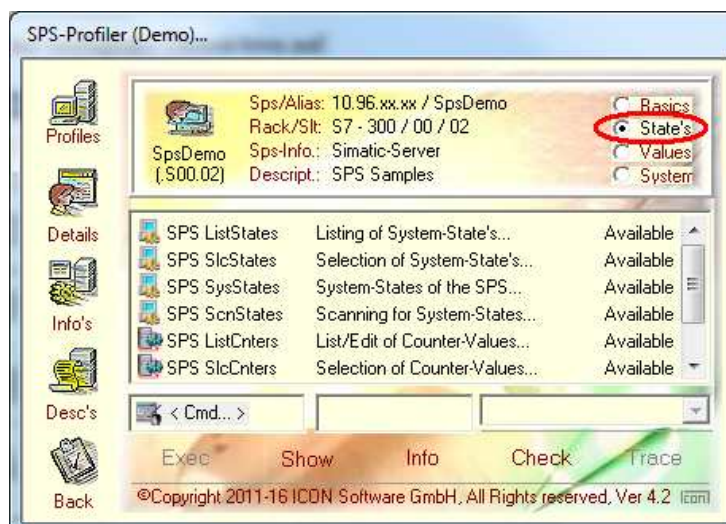 SPS-Profiler (Demo)...
Profiles
Details
Info's
Desc's
Back
SpsDemo
(.S00.02)
Sps/Alias: 10.96.xx.xx / SpsDemo
Rack/Slt: S7 - 300 / 00 / 02
Sps-Info.: Simatic-Server
Descript.: SPS Samples
Basics
State's
Values
System
SPS ListStates Listing of System-State's... Available
SPS SlcStates Selection of System-State's... Available
SPS SysStates System-States of the SPS... Available
SPS ScnStates Scanning for System-States... Available
SPS ListCnters List/Edit of Counter-Values... Available
SPS SlcCnters Selection of Counter-Values... Available
< Cmd... >
Exec Show Info Check Trace
©Copyright 2011-16 ICON Software GmbH, All Rights reserved, Ver 4.2 icon